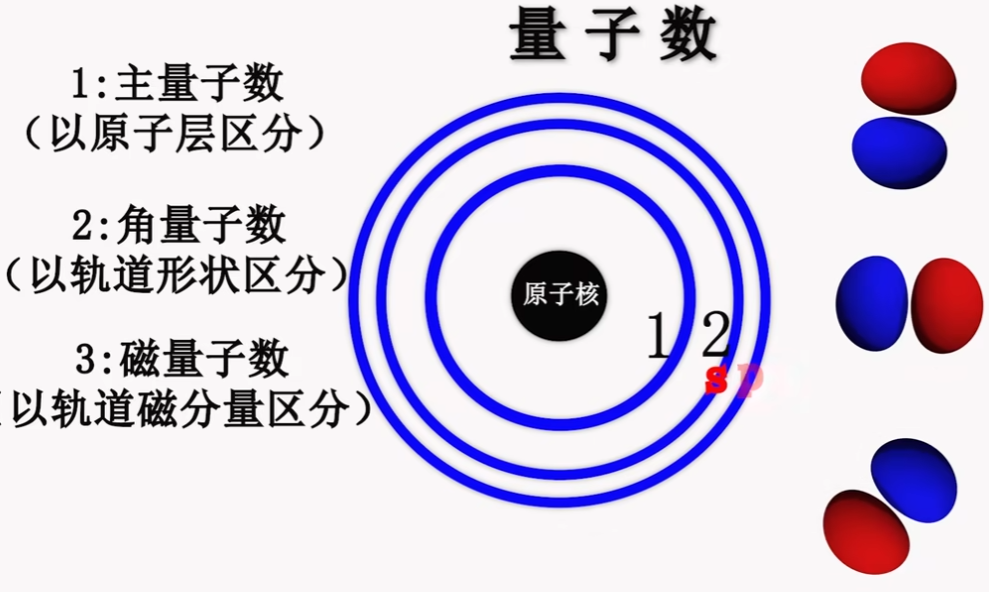 量子数
1:主量子数
（以原子层区分）
2:角量子数
（以轨道形状区分）
3:磁量子数
（以轨道磁分量区分）
原子核
1 2
s p